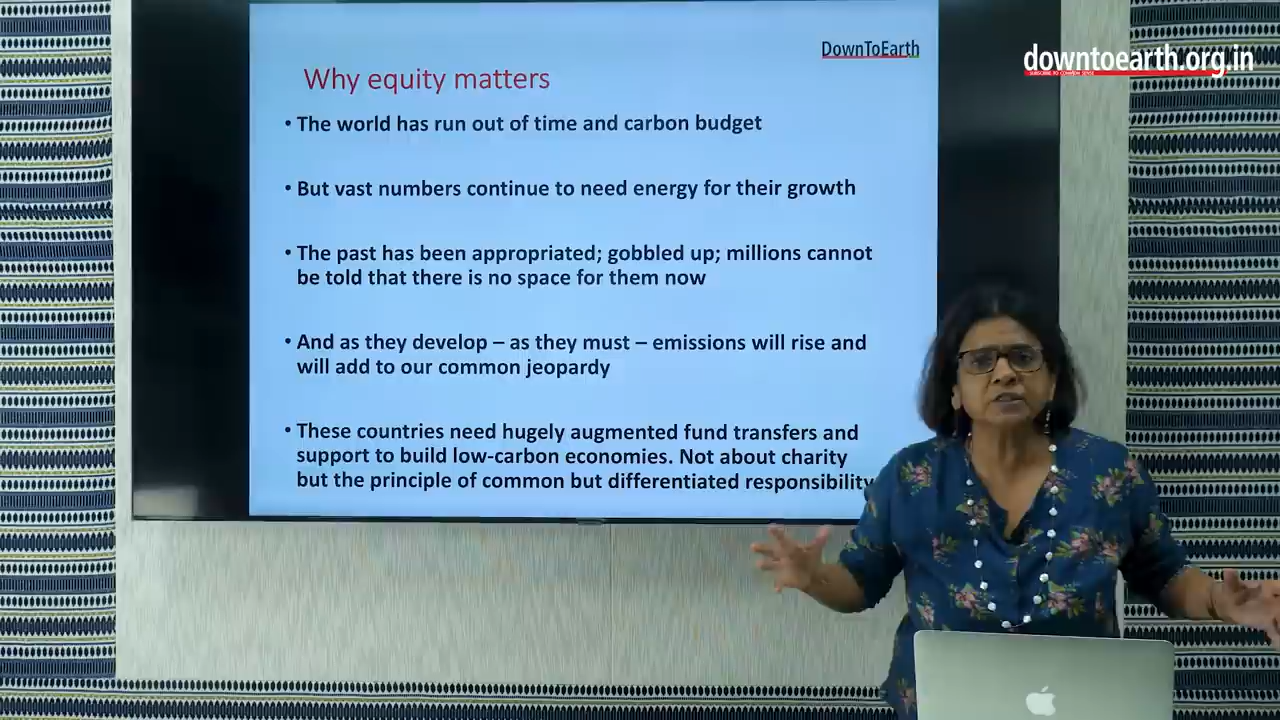 DownToEarth
downtoearth.org.in
SUBSCRIBE TO COMMON SENSE
Why equity matters
• The world has run out of time and carbon budget
• But vast numbers continue to need energy for their growth
• The past has been appropriated; gobbled up; millions cannot
be told that there is no space for them now
• And as they develop – as they must – emissions will rise and
will add to our common jeopardy
• These countries need hugely augmented fund transfers and
support to build low-carbon economies. Not about charity
but the principle of common but differentiated responsibility